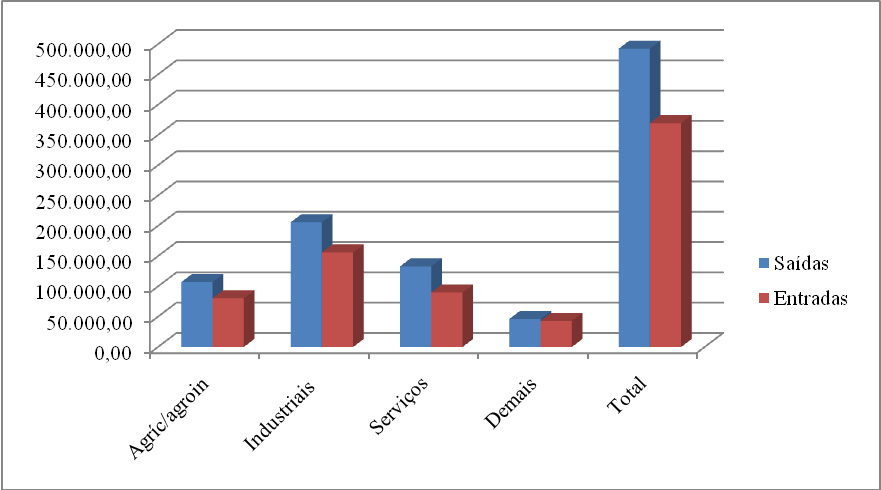 500.000,00
450.000,00
400.000,00
350.000,00
300.000,00
250.000,00
200.000,00
150.000,00
100.000,00
50.000,00
0,00
Agríc/agroin
Industriais
Serviços
Demais
Total
Saídas
Entradas